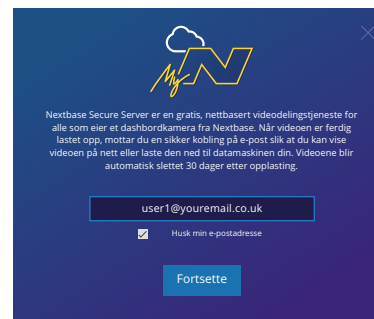 My N
Nextbase Secure Server er en gratis, nettbasert videodelingstjeneste for
alle som eier et dashbordkamera fra Nextbase. Når videoen er ferdig
lastet opp, mottar du en sikker kobling på e-post slik at du kan vise
videoen på nett eller laste den ned til datamaskinen din. Videoene blir
automatisk slettet 30 dager etter opplasting.
user1@youremail.co.uk
Husk min e-postadresse
Fortsette